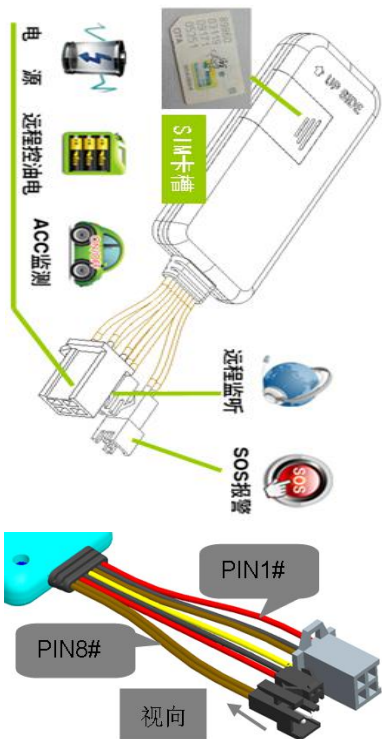 电 源
远程控油电
ACC监测
SIM卡槽
UP SIDE
远程监听
SOS报警
SOS
PIN1#
PIN8#
视向